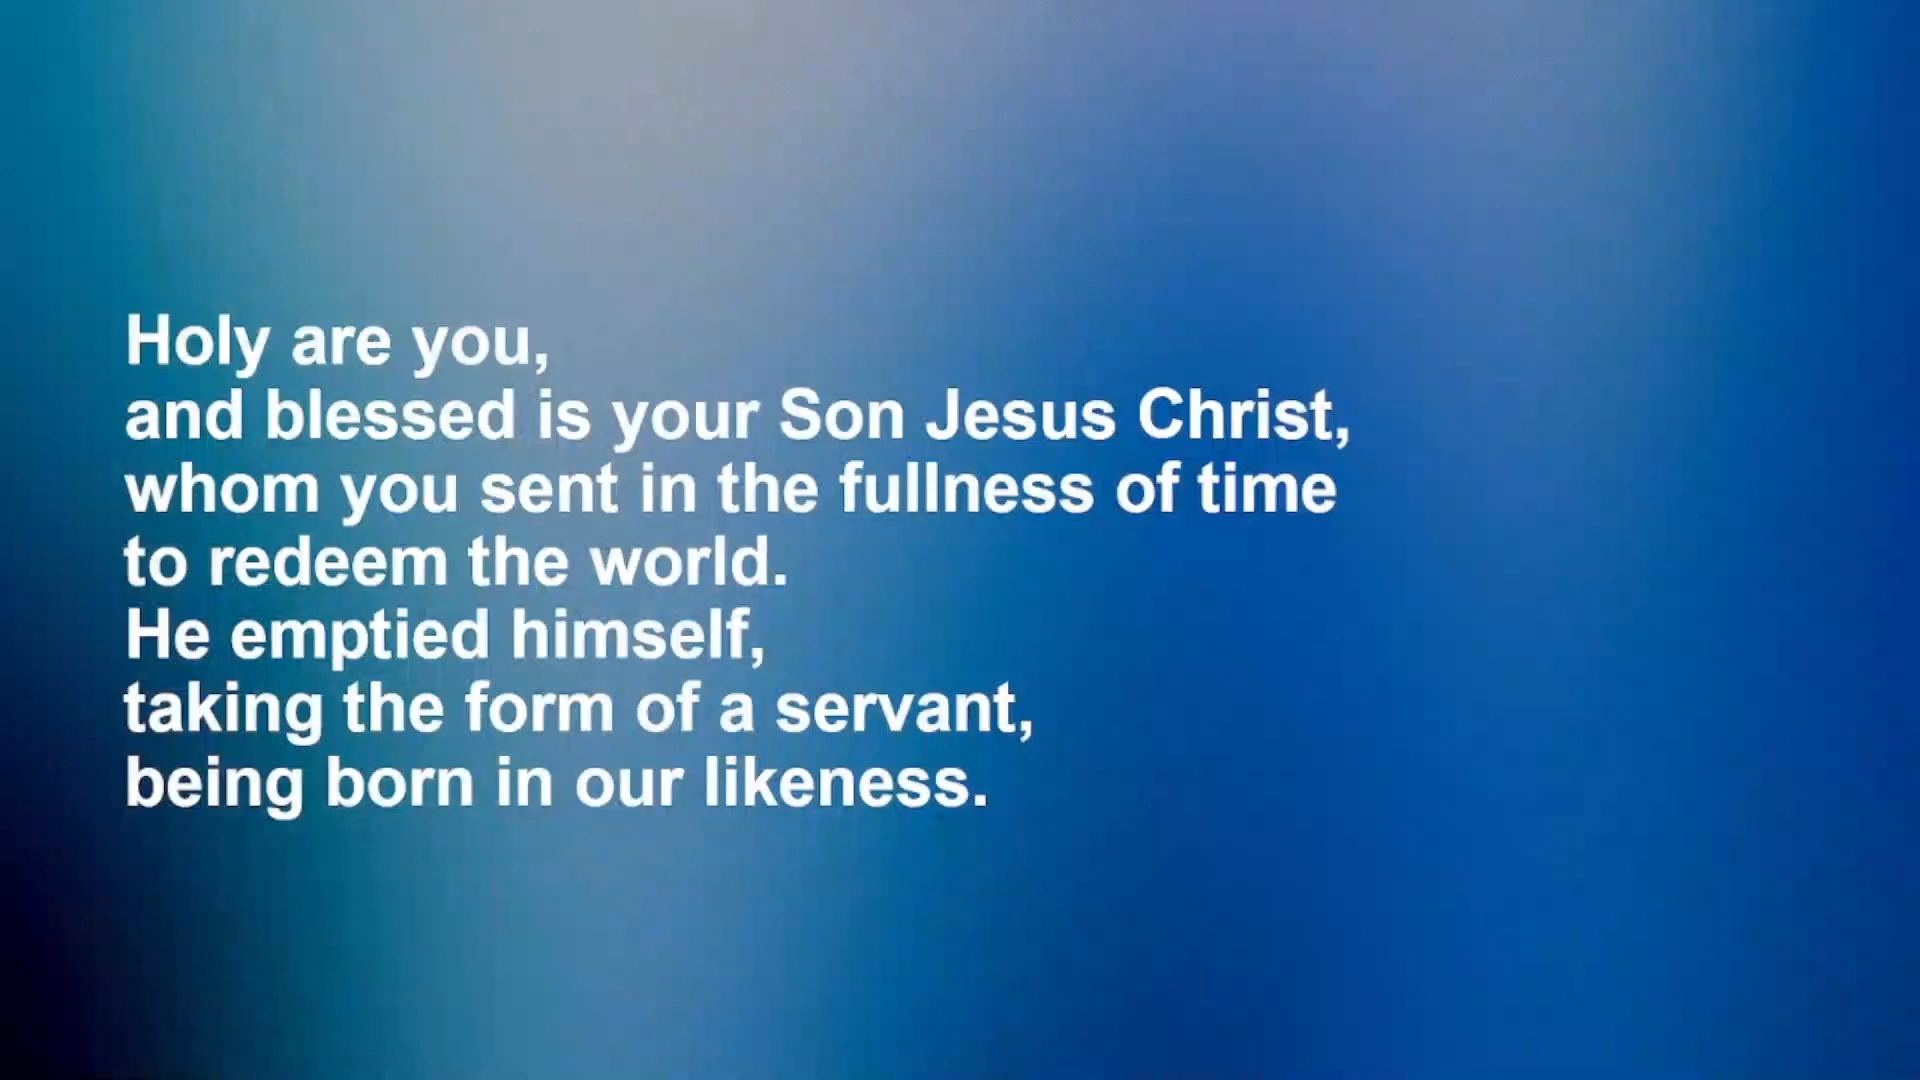 Holy are you,
and blessed is your Son Jesus Christ,
whom you sent in the fullness of time
to redeem the world.
He emptied himself,
taking the form of a servant,
being born in our likeness.